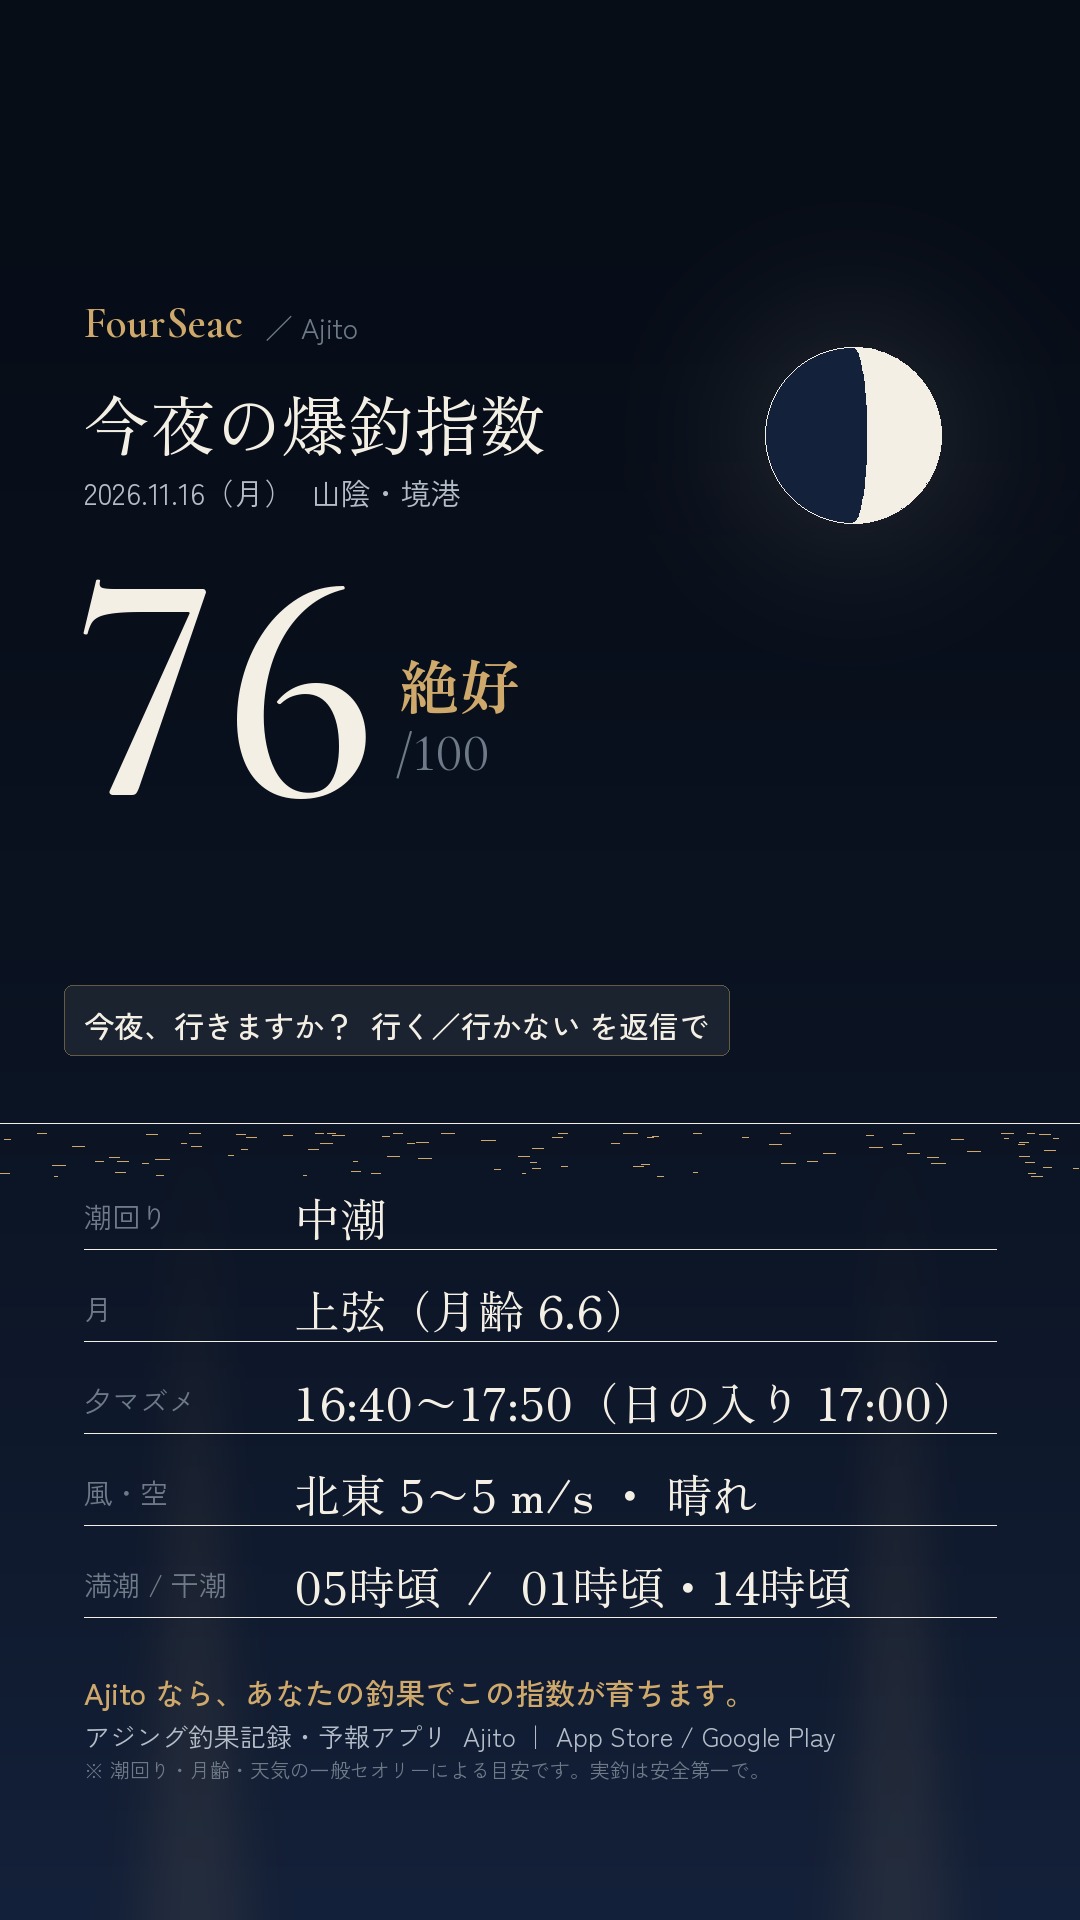 FourSeac ／ Ajito
今夜の爆釣指数
2026.11.16（月） 山陰・境港
76 絶好
/100
今夜、行きますか？ 行く／行かない を返信で
潮回り 中潮
月 上弦（月齢 6.6）
夕マズメ 16:40〜17:50（日の入り 17:00）
風・空 北東 5〜5 m/s ・ 晴れ
満潮 / 干潮 05時頃 / 01時頃・14時頃
Ajito なら、あなたの釣果でこの指数が育ちます。
アジング釣果記録・予報アプリ Ajito ｜ App Store / Google Play
※ 潮回り・月齢・天気の一般セオリーによる目安です。実釣は安全第一で。